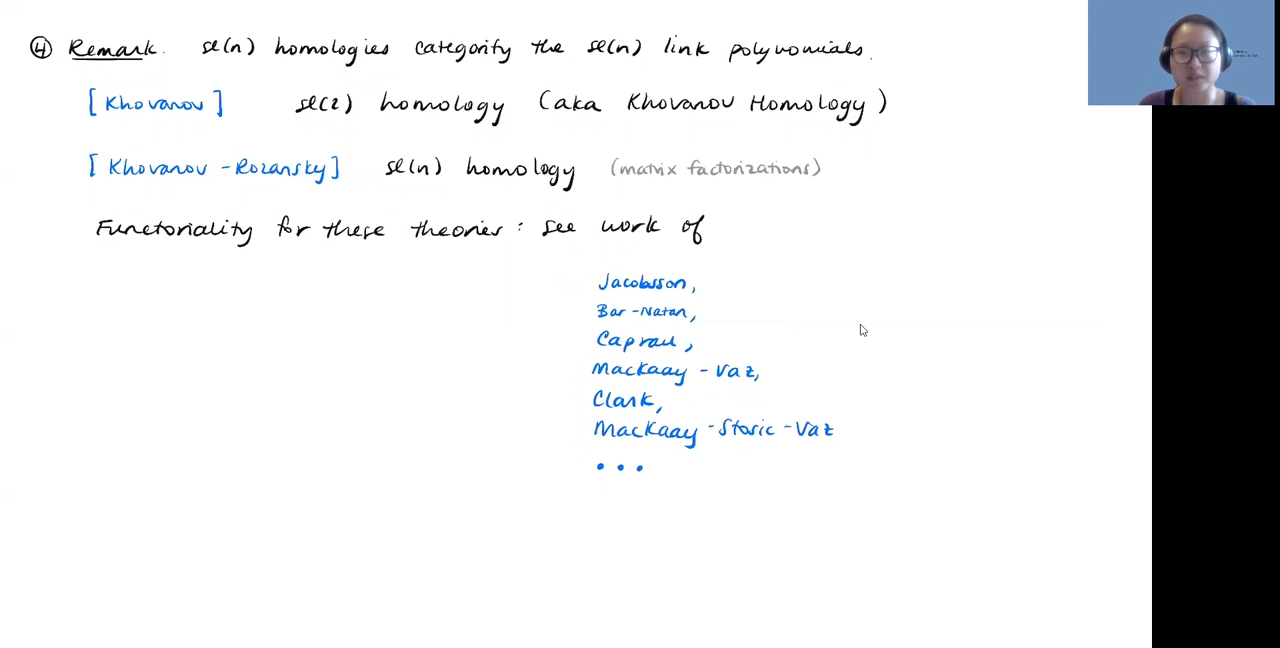 ④ Remark. sl(n) homologies categorify the sl(n) link polynomials.
[Khovanov] sl(2) homology (aka Khovanov Homology)
[Khovanov - Rozansky] sl(n) homology (matrix factorizations)
Functoriality for these theories: see work of
Jacobsson,
Bar-Natan,
Caprau,
Mackaay - Vaz,
Clark,
Mackaay - Stosic - Vaz
• • •